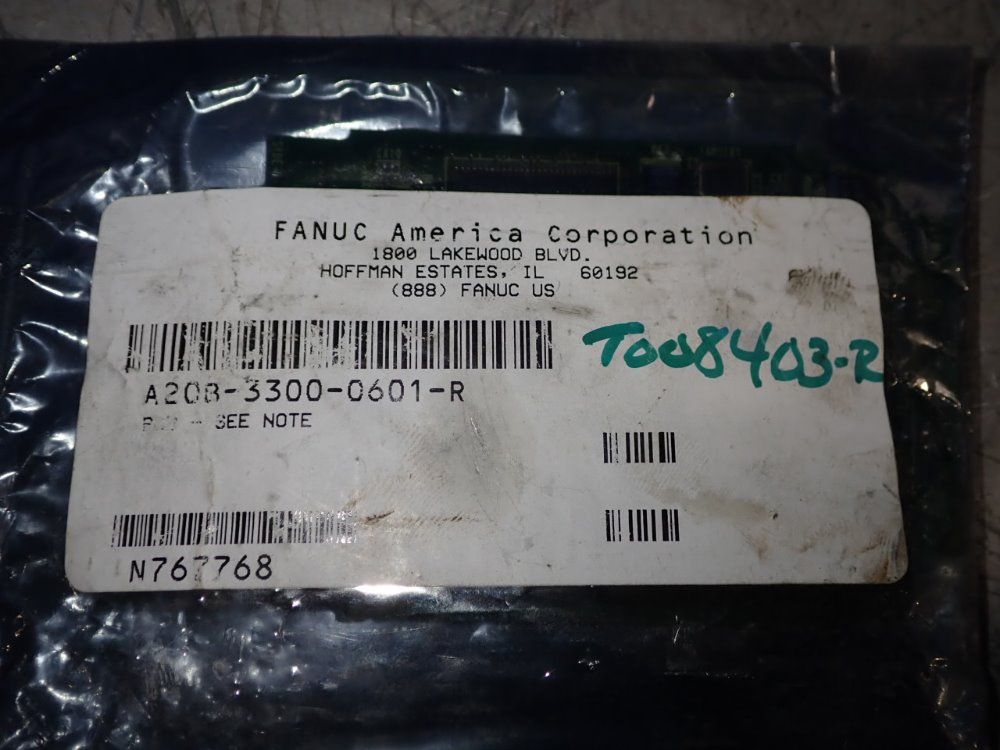 FANUC America Corporation
1800 LAKEWOOD BLVD.
HOFFMAN ESTATES, IL 60192
(888) FANUC US
T008403-R
A20B-3300-0601-R
- SEE NOTE
N767768